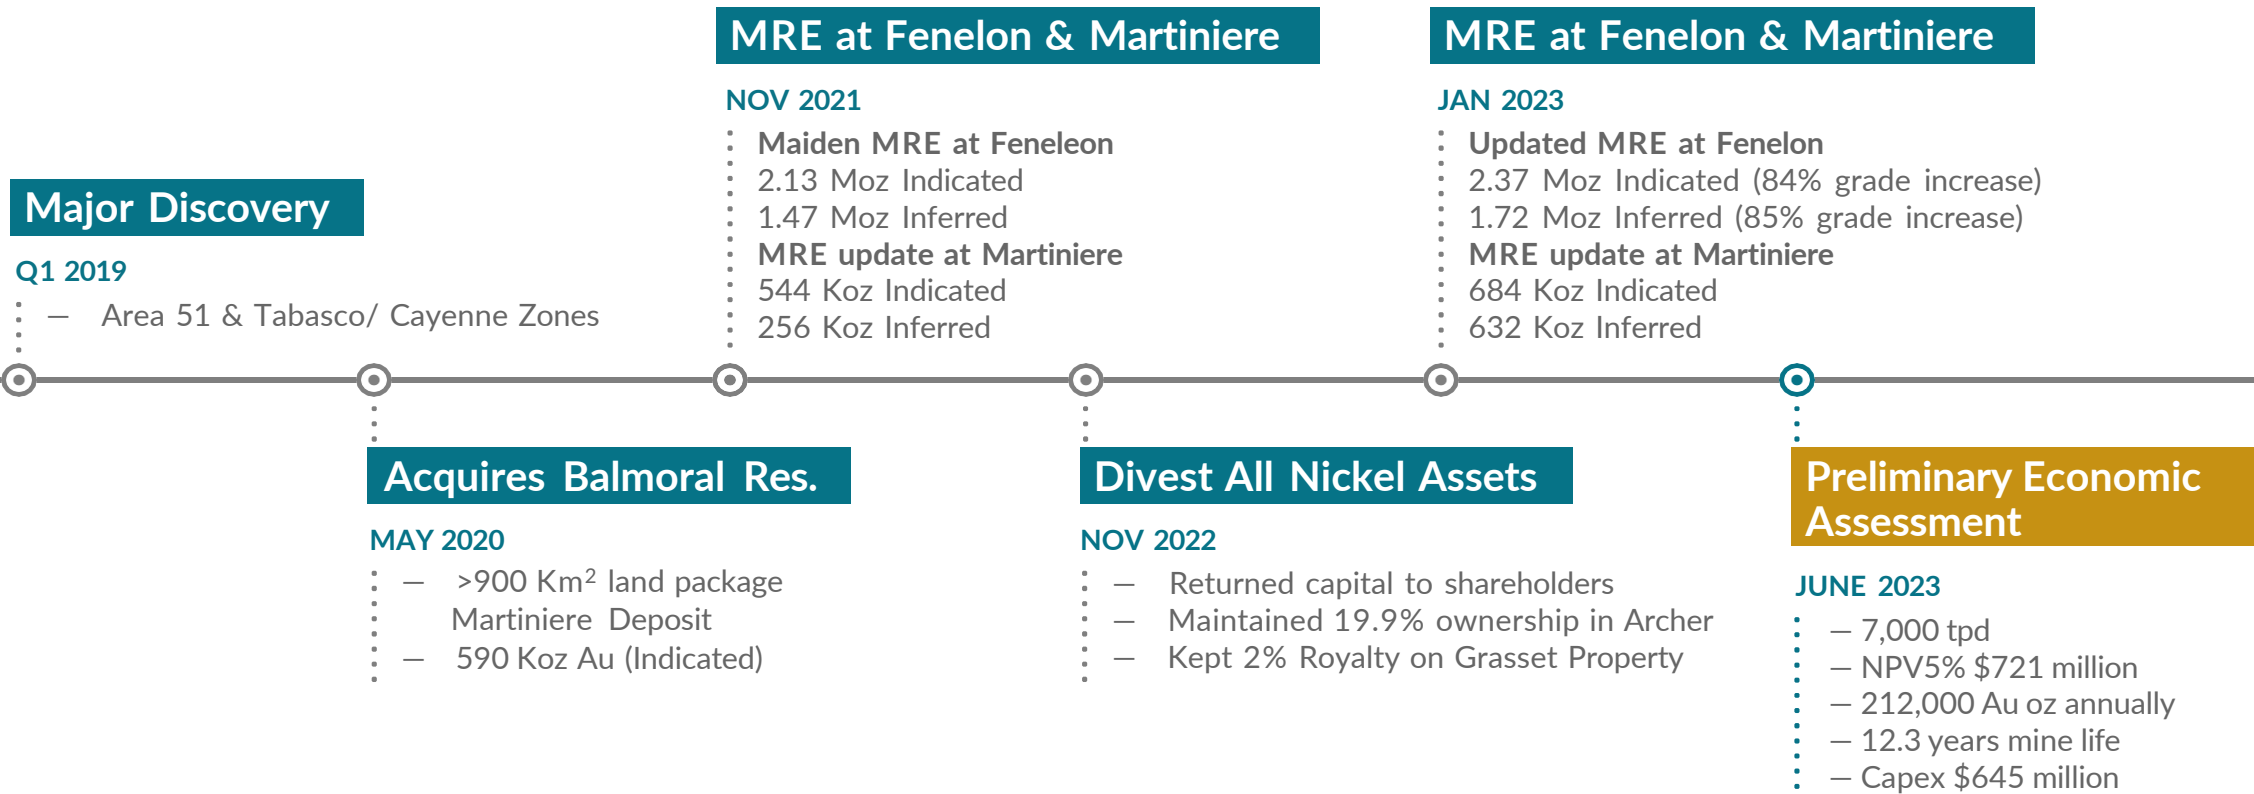 Major Discovery
Q1 2019
— Area 51 & Tabasco/ Cayenne Zones
Acquires Balmoral Res.
MAY 2020
— >900 Km² land package
Martiniere Deposit
— 590 Koz Au (Indicated)
MRE at Fenelon & Martiniere
NOV 2021
Maiden MRE at Feneleon
2.13 Moz Indicated
1.47 Moz Inferred
MRE update at Martiniere
544 Koz Indicated
256 Koz Inferred
Divest All Nickel Assets
NOV 2022
— Returned capital to shareholders
— Maintained 19.9% ownership in Archer
— Kept 2% Royalty on Grasset Property
MRE at Fenelon & Martiniere
JAN 2023
Updated MRE at Fenelon
2.37 Moz Indicated (84% grade increase)
1.72 Moz Inferred (85% grade increase)
MRE update at Martiniere
684 Koz Indicated
632 Koz Inferred
Preliminary Economic
Assessment
JUNE 2023
— 7,000 tpd
— NPV5% $721 million
— 212,000 Au oz annually
— 12.3 years mine life
— Capex $645 million